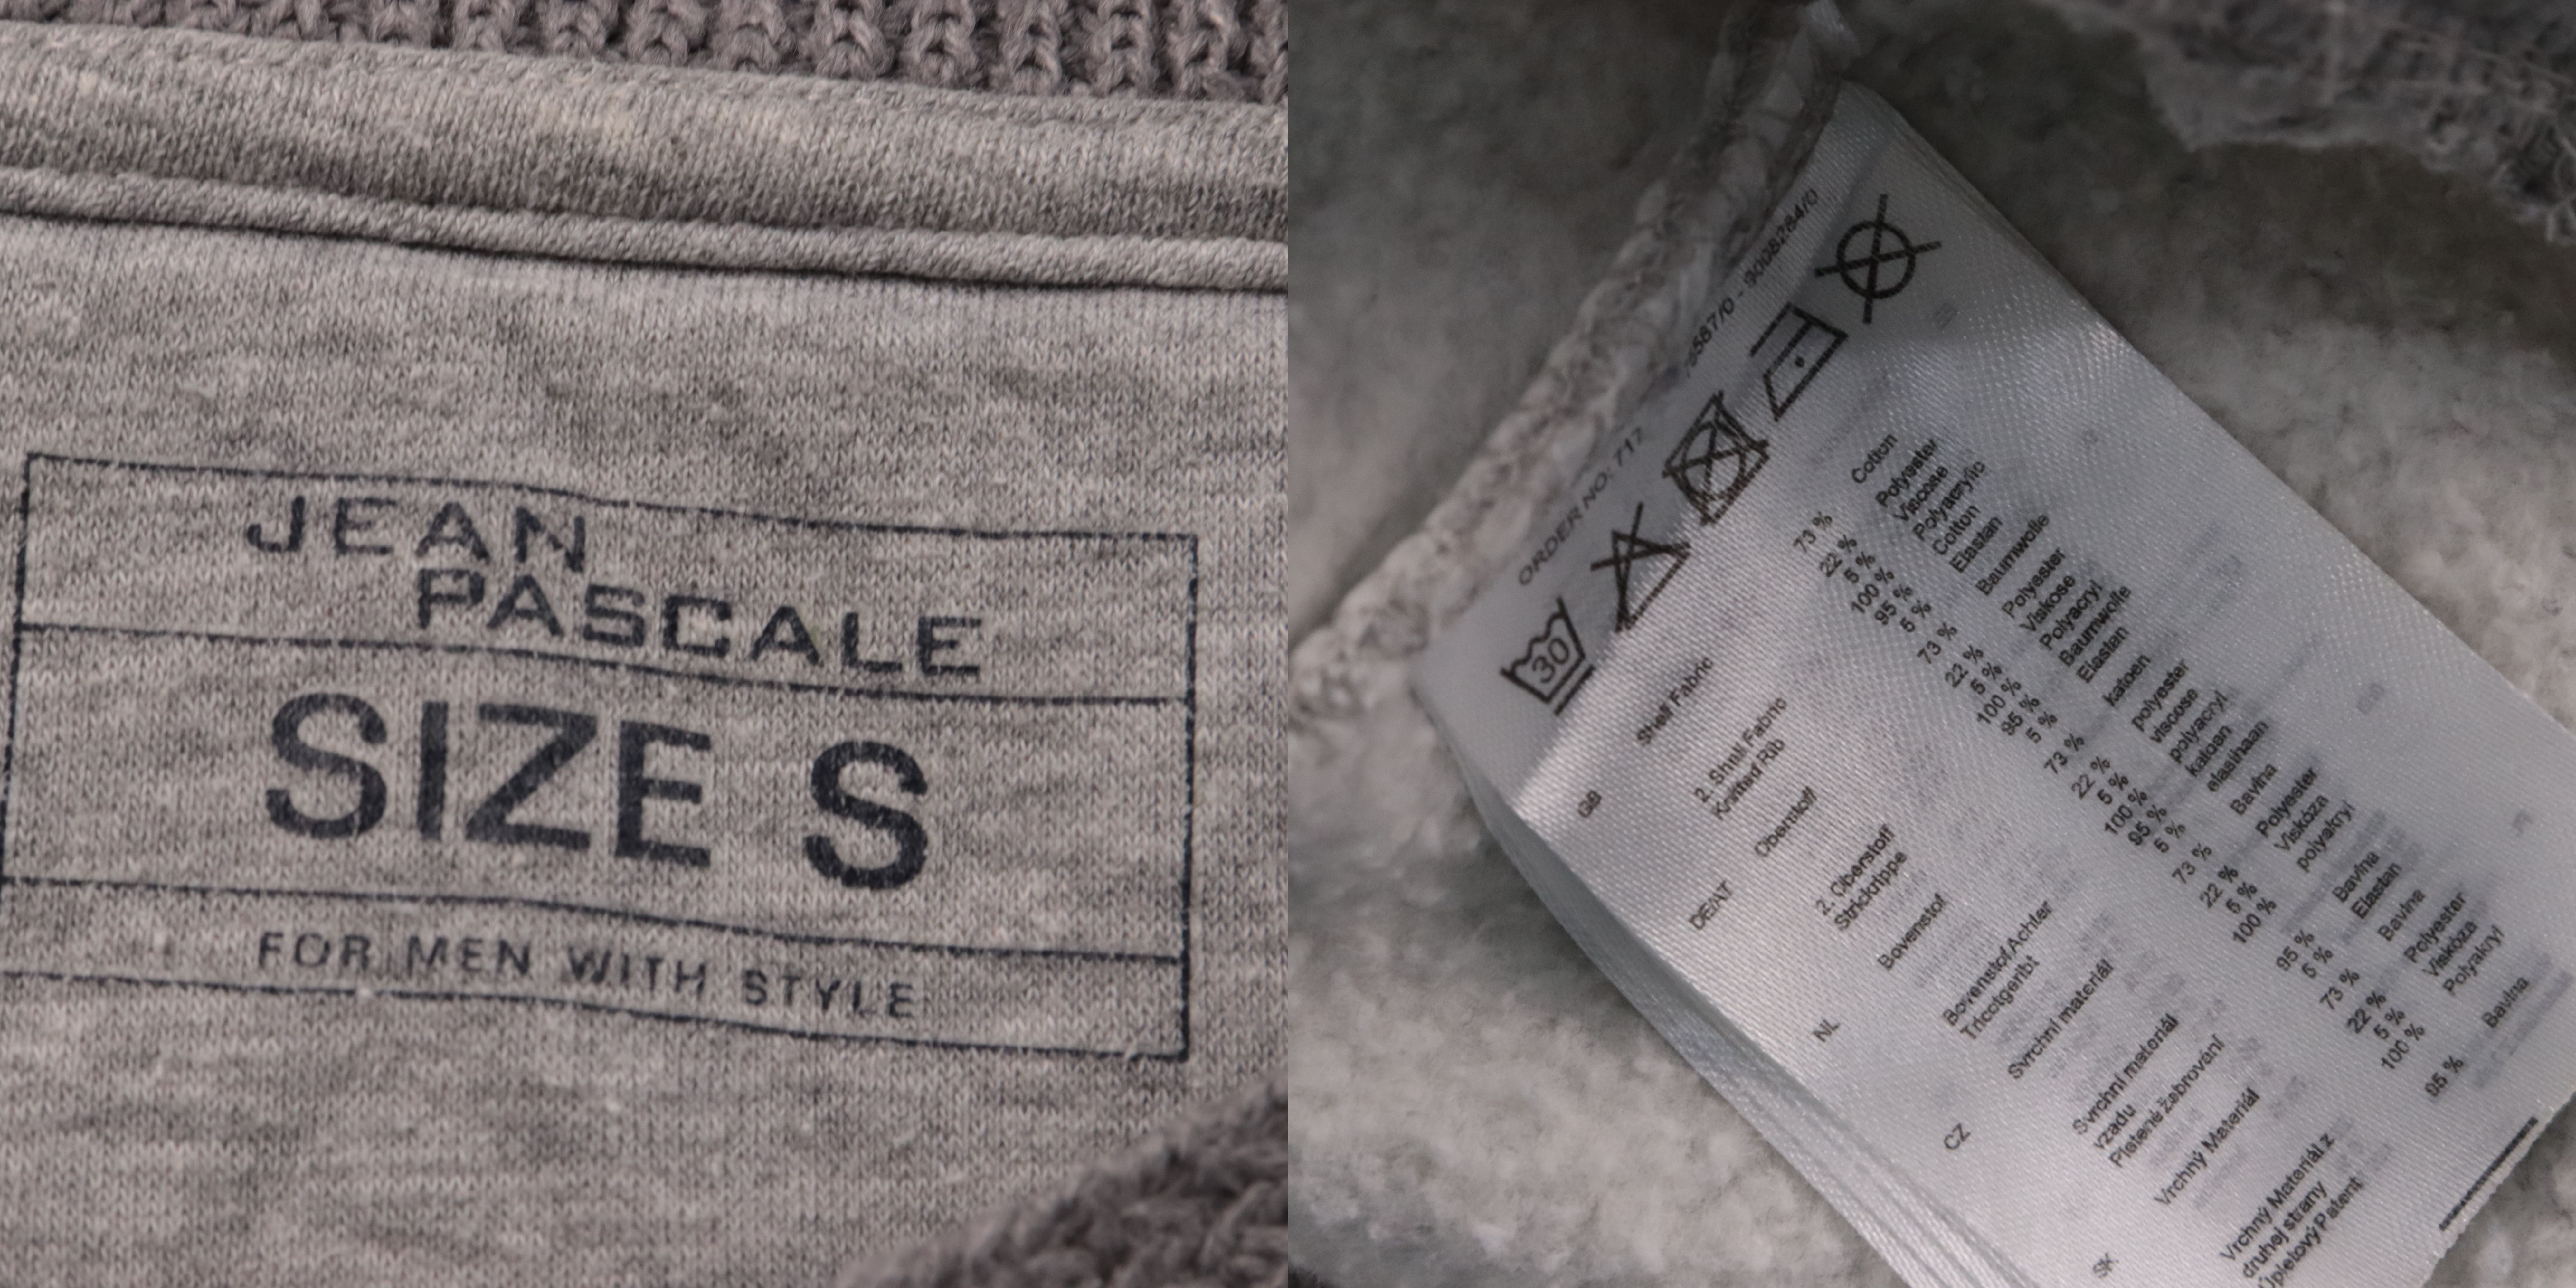 JEAN
PASCALE
SIZE S
FOR MEN WITH STYLE
ORDER NO:
30
GB Shell Fabric 73 % Cotton
22 % Polyester
5 % Viscose
2. Shell Fabric 100 % Polyacrylic
Knitted Rib 95 % Cotton
5 % Elastan
DE/AT Oberstoff 73 % Baumwolle
22 % Polyester
5 % Viskose
2. Oberstoff 100 % Polyacryl
Strickrippe 95 % Baumwolle
5 % Elastan
NL Bovenstof 73 % katoen
22 % polyester
5 % viscose
Bovenstof Achter 100 % polyacryl
Tricotgeribt 95 % katoen
5 % elasthaan
CZ Svrchní materiál 73 % Bavlna
22 % Polyester
5 % Viskóza
Svrchní materiál 100 % polyakryl
vzadu
Pletené žebrování 95 % Bavlna
5 % Elastan
SK Vrchný Materiál 73 % Bavlna
22 % Polyester
5 % Viskóza
Vrchný Materiál z 100 % Polyakryl
druhej strany
Úpletový Patent 95 % Bavlna